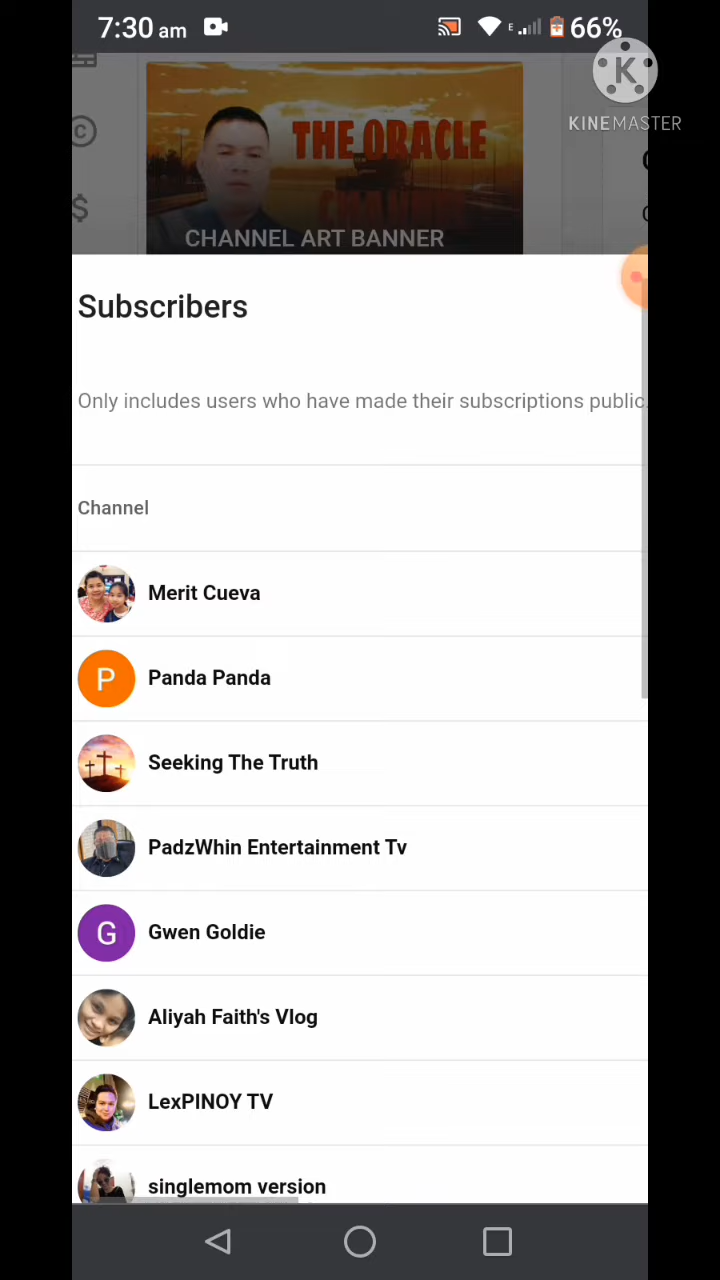 7:30 am
E
66%
K
KINEMASTER
©
$
THE ORACLE
CHANNEL ART BANNER
Subscribers
Only includes users who have made their subscriptions public.
Channel
Merit Cueva
P
Panda Panda
Seeking The Truth
PadzWhin Entertainment Tv
G
Gwen Goldie
Aliyah Faith's Vlog
LexPINOY TV
singlemom version